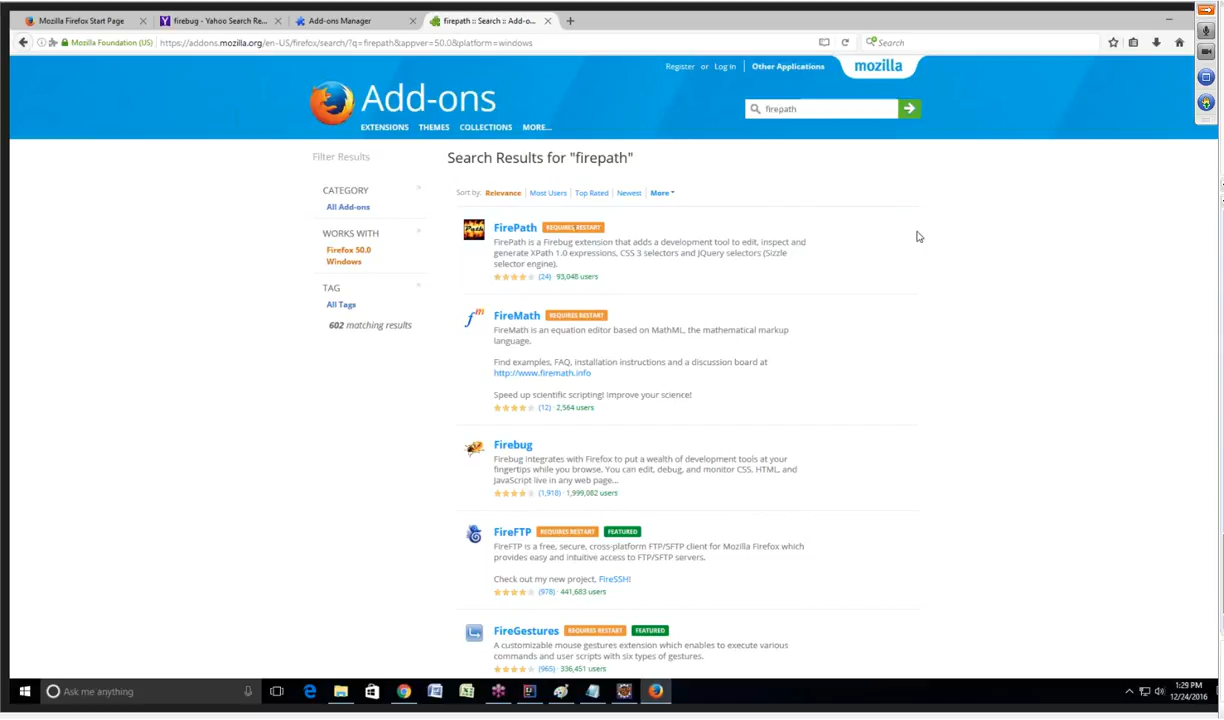 Mozilla Firefox Start Page
firebug - Yahoo Search Re...
Add-ons Manager
firepath :: Search :: Add-o...
Mozilla Foundation (US)
https://addons.mozilla.org/en-US/firefox/search/?q=firepath&appver=50.0&platform=windows
Search
Register or Log in
Other Applications
mozilla
Add-ons
firepath
EXTENSIONS THEMES COLLECTIONS MORE...
Filter Results
Search Results for "firepath"
CATEGORY
All Add-ons
WORKS WITH
Firefox 50.0
Windows
TAG
All Tags
602 matching results
Sort by: Relevance Most Users Top Rated Newest More
FirePath REQUIRES RESTART
FirePath is a Firebug extension that adds a development tool to edit, inspect and
generate XPath 1.0 expressions, CSS 3 selectors and JQuery selectors (Sizzle
selector engine).
(24) · 93,048 users
FireMath REQUIRES RESTART
FireMath is an equation editor based on MathML, the mathematical markup
language.
Find examples, FAQ, installation instructions and a discussion board at
http://www.firemath.info
Speed up scientific scripting! Improve your science!
(12) · 2,564 users
Firebug
Firebug integrates with Firefox to put a wealth of development tools at your
fingertips while you browse. You can edit, debug, and monitor CSS, HTML, and
JavaScript live in any web page...
(1,918) · 1,999,082 users
FireFTP REQUIRES RESTART FEATURED
FireFTP is a free, secure, cross-platform FTP/SFTP client for Mozilla Firefox which
provides easy and intuitive access to FTP/SFTP servers.
Check out my new project, FireSSH!
(978) · 441,683 users
FireGestures REQUIRES RESTART FEATURED
A customizable mouse gestures extension which enables to execute various
commands and user scripts with six types of gestures.
(965) · 336,451 users
Ask me anything
1:29 PM
12/24/2016